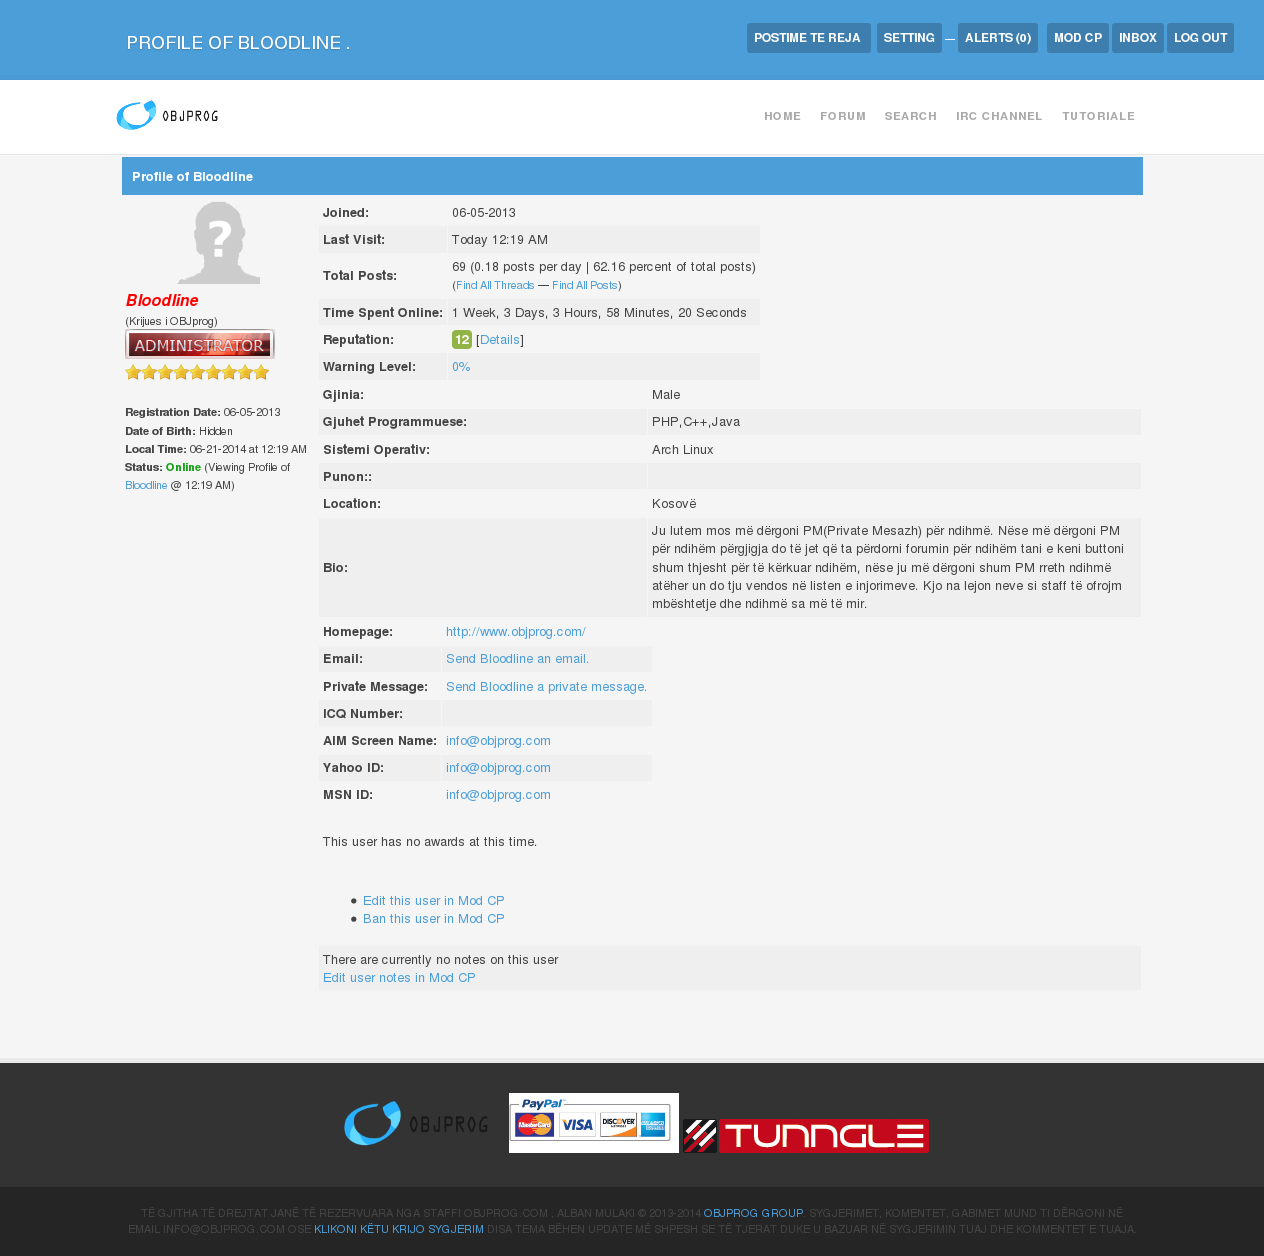 PROFILE OF BLOODLINE .
POSTIME TE REJA SETTING — ALERTS (0) MOD CP INBOX LOG OUT
OBJPROG
HOME FORUM SEARCH IRC CHANNEL TUTORIALE
Profile of Bloodline
?
Bloodline
(Krijues i OBJprog)
ADMINISTRATOR
Registration Date: 06-05-2013
Date of Birth: Hidden
Local Time: 06-21-2014 at 12:19 AM
Status: Online (Viewing Profile of
Bloodline @ 12:19 AM)
Joined: 06-05-2013
Last Visit: Today 12:19 AM
Total Posts: 69 (0.18 posts per day | 62.16 percent of total posts)
(Find All Threads — Find All Posts)
Time Spent Online: 1 Week, 3 Days, 3 Hours, 58 Minutes, 20 Seconds
Reputation: 12 [Details]
Warning Level: 0%
Gjinia: Male
Gjuhet Programmuese: PHP,C++,Java
Sistemi Operativ: Arch Linux
Punon::
Location: Kosovë
Bio:
Ju lutem mos më dërgoni PM(Private Mesazh) për ndihmë. Nëse më dërgoni PM
për ndihëm përgjigja do të jet që ta përdorni forumin për ndihëm tani e keni buttoni
shum thjesht për të kërkuar ndihëm, nëse ju më dërgoni shum PM rreth ndihmë
atëher un do tju vendos në listen e injorimeve. Kjo na lejon neve si staff të ofrojm
mbështetje dhe ndihmë sa më të mir.
Homepage: http://www.objprog.com/
Email: Send Bloodline an email.
Private Message: Send Bloodline a private message.
ICQ Number:
AIM Screen Name: info@objprog.com
Yahoo ID: info@objprog.com
MSN ID: info@objprog.com
This user has no awards at this time.
Edit this user in Mod CP
Ban this user in Mod CP
There are currently no notes on this user
Edit user notes in Mod CP
OBJPROG
PayPal
MasterCard VISA DISCOVER
TUNNGLE
TË GJITHA TË DREJTAT JANË TË REZERVUARA NGA STAFFI OBJPROG.COM , ALBAN MULAKI © 2013-2014 OBJPROG GROUP. SYGJERIMET, KOMENTET, GABIMET MUND TI DËRGONI NË
EMAIL INFO@OBJPROG.COM OSE KLIKONI KËTU KRIJO SYGJERIM DISA TEMA BËHEN UPDATE MË SHPESH SE TË TJERAT DUKE U BAZUAR NË SYGJERIMIN TUAJ DHE KOMMENTET E TUAJA.